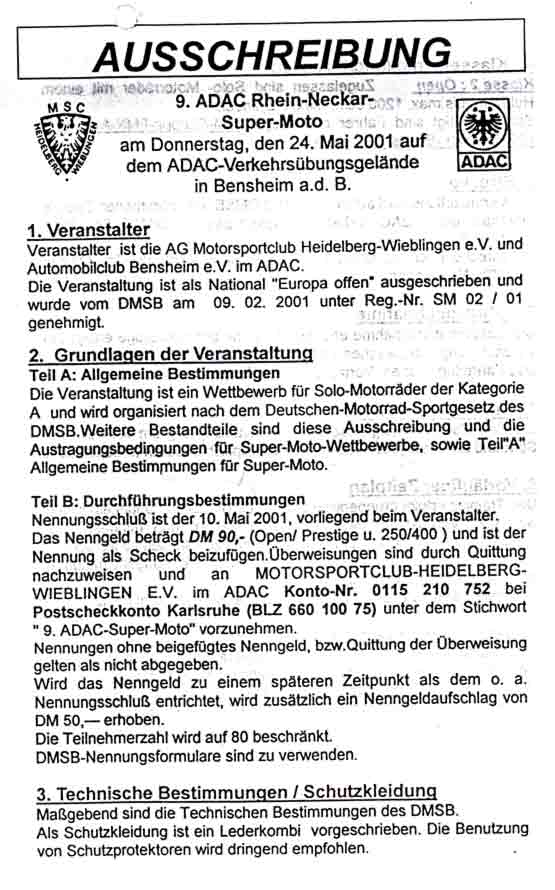 AUSSCHREIBUNG
MSC
HEIDELBERG
WIEBLINGEN
9. ADAC Rhein-Neckar-
Super-Moto
am Donnerstag, den 24. Mai 2001 auf
dem ADAC-Verkehrsübungsgelände
in Bensheim a.d. B.
ADAC
1. Veranstalter
Veranstalter ist die AG Motorsportclub Heidelberg-Wieblingen e.V. und
Automobilclub Bensheim e.V. im ADAC.
Die Veranstaltung ist als National "Europa offen" ausgeschrieben und
wurde vom DMSB am 09. 02. 2001 unter Reg.-Nr. SM 02 / 01
genehmigt.
2. Grundlagen der Veranstaltung
Teil A: Allgemeine Bestimmungen
Die Veranstaltung ist ein Wettbewerb für Solo-Motorräder der Kategorie
A und wird organisiert nach dem Deutschen-Motorrad-Sportgesetz des
DMSB.Weitere Bestandteile sind diese Ausschreibung und die
Austragungsbedingungen für Super-Moto-Wettbewerbe, sowie Teil"A"
Allgemeine Bestimmungen für Super-Moto.
Teil B: Durchführungsbestimmungen
Nennungsschluß ist der 10. Mai 2001, vorliegend beim Veranstalter.
Das Nenngeld beträgt DM 90,- (Open/ Prestige u. 250/400 ) und ist der
Nennung als Scheck beizufügen.Überweisungen sind durch Quittung
nachzuweisen und an MOTORSPORTCLUB-HEIDELBERG-
WIEBLINGEN E.V. im ADAC Konto-Nr. 0115 210 752 bei
Postscheckkonto Karlsruhe (BLZ 660 100 75) unter dem Stichwort
" 9. ADAC-Super-Moto" vorzunehmen.
Nennungen ohne beigefügtes Nenngeld, bzw.Quittung der Überweisung
gelten als nicht abgegeben.
Wird das Nenngeld zu einem späteren Zeitpunkt als dem o. a.
Nennungsschluß entrichtet, wird zusätzlich ein Nenngeldaufschlag von
DM 50,— erhoben.
Die Teilnehmerzahl wird auf 80 beschränkt.
DMSB-Nennungsformulare sind zu verwenden.
3. Technische Bestimmungen / Schutzkleidung
Maßgebend sind die Technischen Bestimmungen des DMSB.
Als Schutzkleidung ist ein Lederkombi vorgeschrieben. Die Benutzung
von Schutzprotektoren wird dringend empfohlen.